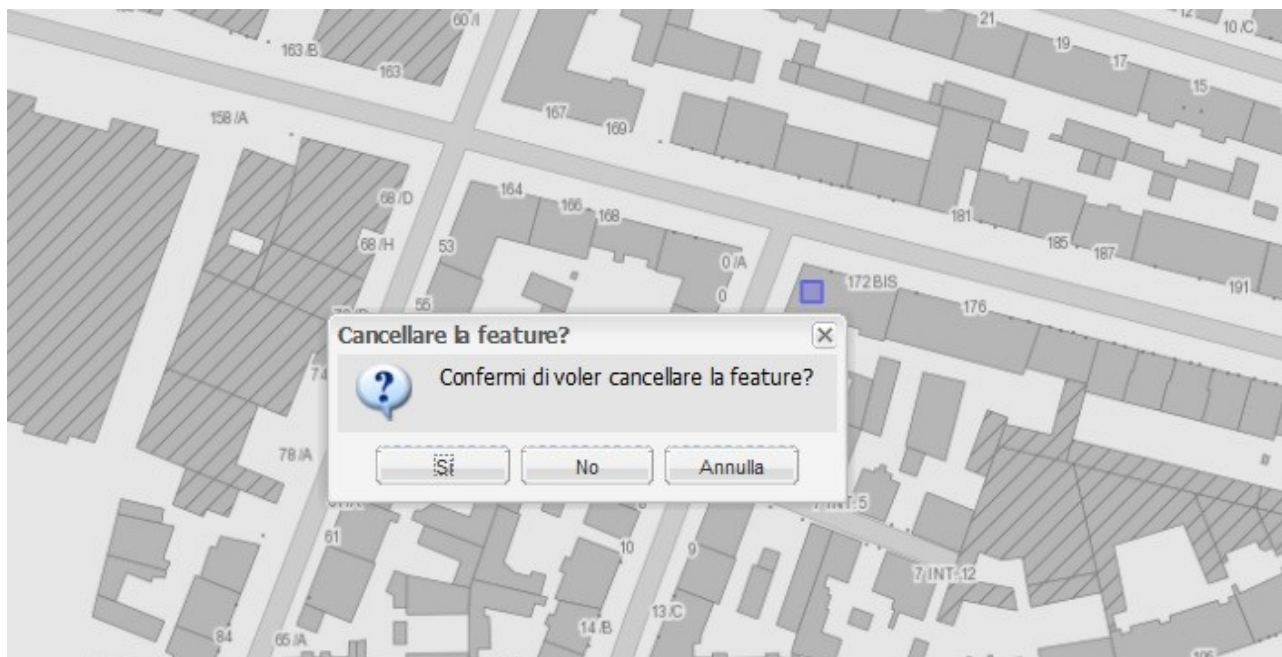 60 /I
21
12
10 /C
163 /B
163
19
17
15
158 /A
167
169
68 /D
164
166
168
181
185
187
191
68 /H
53
0 /A
0
172 BIS
176
55
Cancellare la feature?
Confermi di voler cancellare la feature?
Sì
No
Annulla
74
78 /A
7 INT. 5
61
10
9
7 INT. 12
84
65 /A
14 /B
13 /C